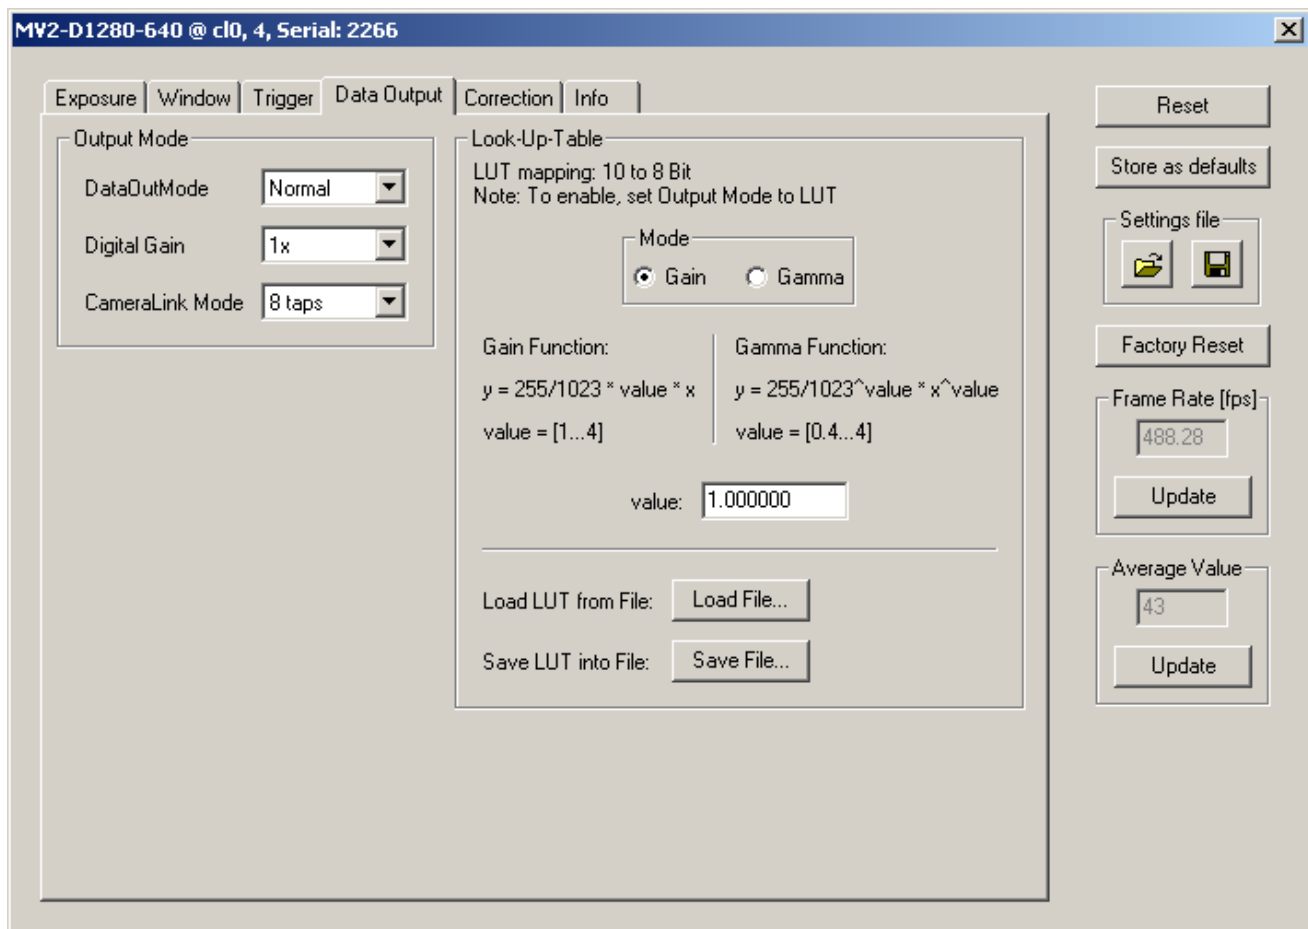 MV2-D1280-640 @ cl0, 4, Serial: 2266
Exposure Window Trigger Data Output Correction Info
Output Mode
DataOutMode Normal
Digital Gain 1x
CameraLink Mode 8 taps
Look-Up-Table
LUT mapping: 10 to 8 Bit
Note: To enable, set Output Mode to LUT
Mode
Gain Gamma
Gain Function:
y = 255/1023 * value * x
value = [1...4]
Gamma Function:
y = 255/1023^value * x^value
value = [0.4...4]
value: 1.000000
Load LUT from File: Load File...
Save LUT into File: Save File...
Reset
Store as defaults
Settings file
Factory Reset
Frame Rate [fps]
488.28
Update
Average Value
43
Update